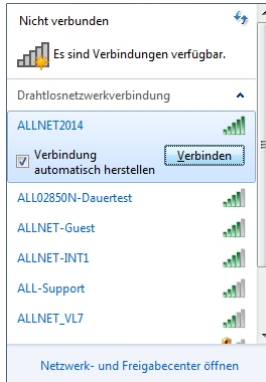 Nicht verbunden
Es sind Verbindungen verfügbar.
Drahtlosnetzwerkverbindung
ALLNET2014
Verbindung
automatisch herstellen
Verbinden
ALL02850N-Dauertest
ALLNET-Guest
ALLNET-INT1
ALL-Support
ALLNET_VL7
Netzwerk- und Freigabecenter öffnen